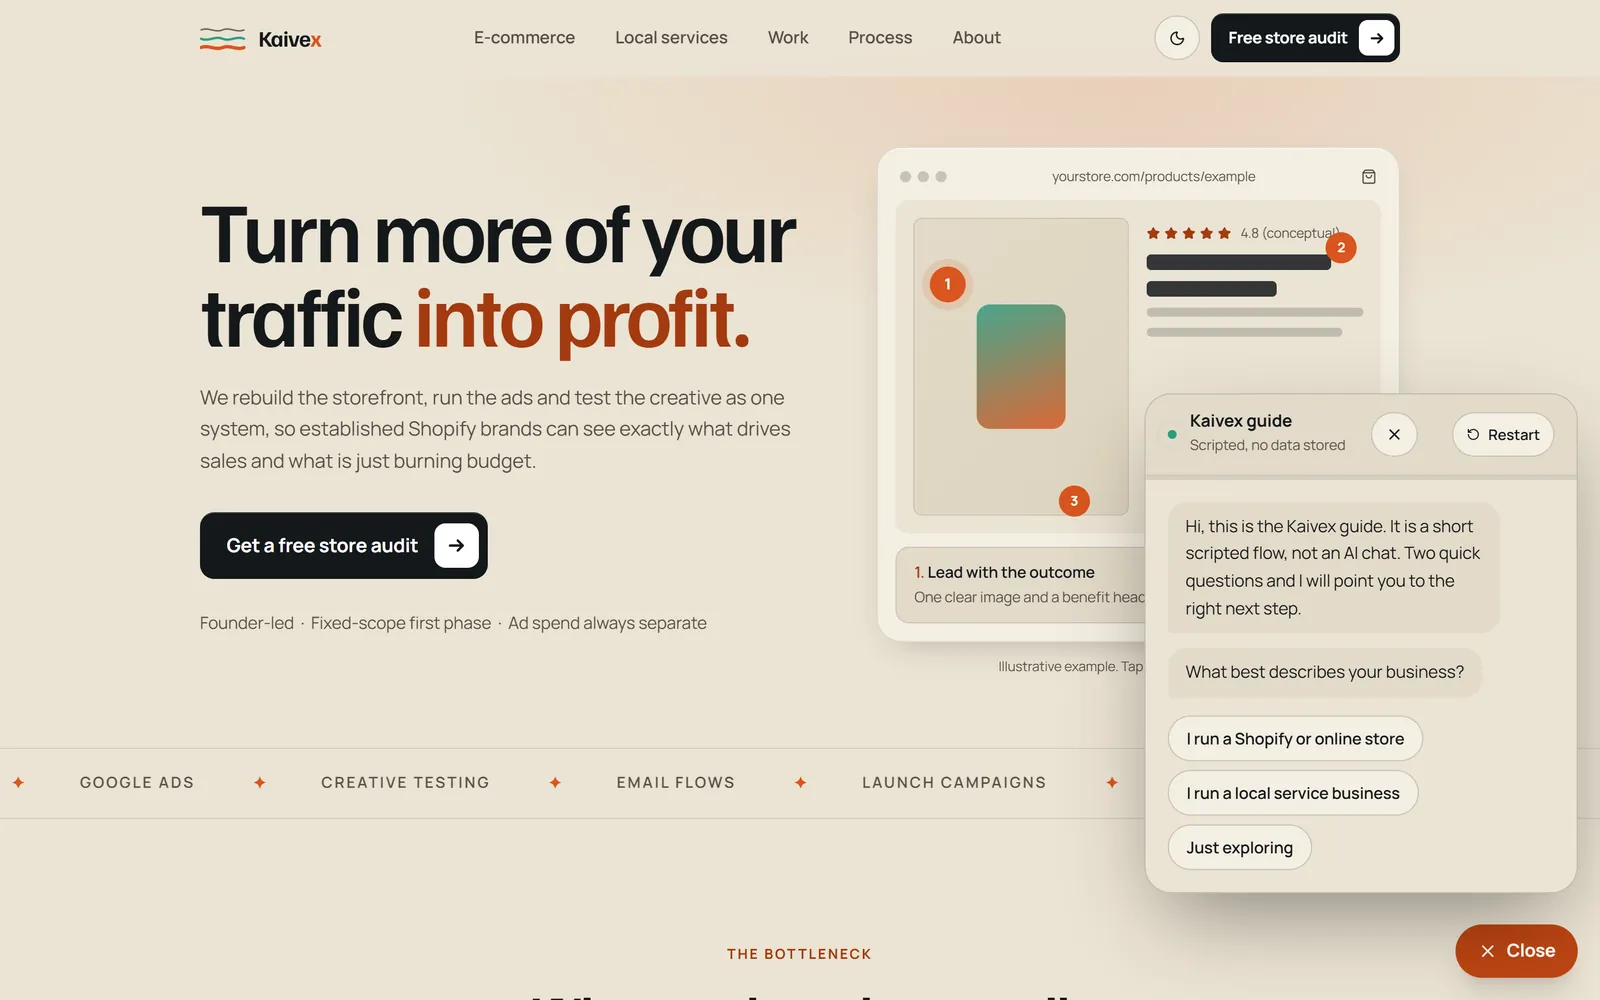 Kaivex
E-commerce
Local services
Work
Process
About
Free store audit
Turn more of your
traffic into profit.
We rebuild the storefront, run the ads and test the creative as one
system, so established Shopify brands can see exactly what drives
sales and what is just burning budget.
Get a free store audit
Founder-led · Fixed-scope first phase · Ad spend always separate
yourstore.com/products/example
4.8 (conceptual)
1
2
3
1. Lead with the outcome
One clear image and a benefit head
Illustrative example. Tap
Kaivex guide
Scripted, no data stored
Restart
Hi, this is the Kaivex guide. It is a short
scripted flow, not an AI chat. Two quick
questions and I will point you to the
right next step.
What best describes your business?
I run a Shopify or online store
I run a local service business
Just exploring
GOOGLE ADS
CREATIVE TESTING
EMAIL FLOWS
LAUNCH CAMPAIGNS
THE BOTTLENECK
Close